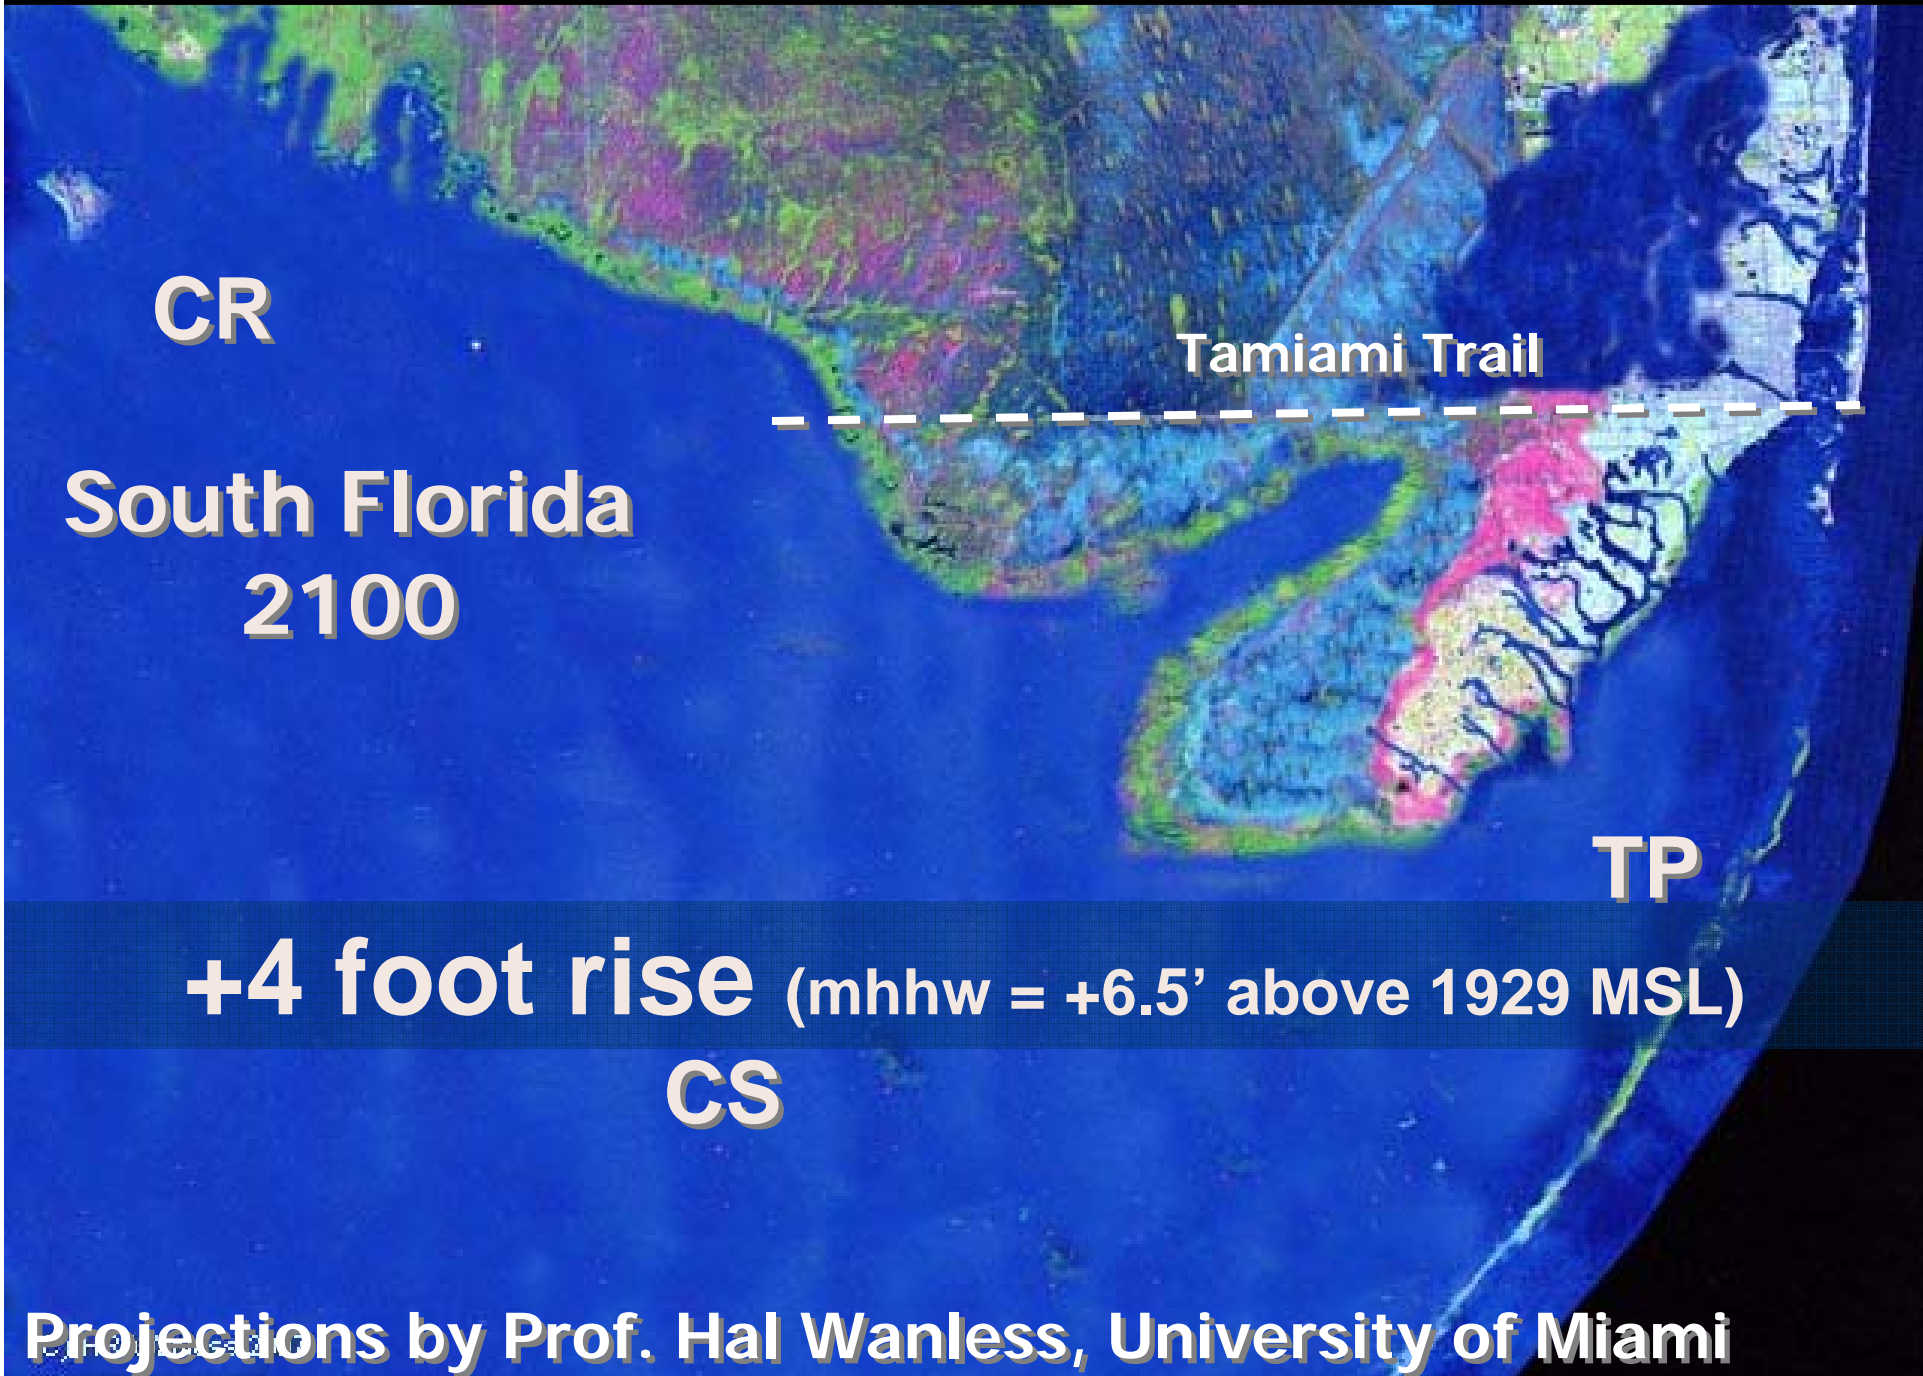 CR
Tamiami Trail
South Florida
2100
TP
+4 foot rise (mhhw = +6.5’ above 1929 MSL)
CS
Projections by Prof. Hal Wanless, University of Miami